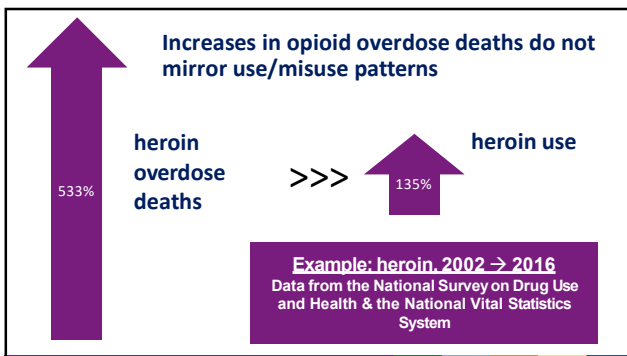 Increases in opioid overdose deaths do not
mirror use/misuse patterns
heroin
overdose
deaths
533%
>>>
heroin use
135%
Example: heroin, 2002 → 2016
Data from the National Survey on Drug Use
and Health & the National Vital Statistics
System